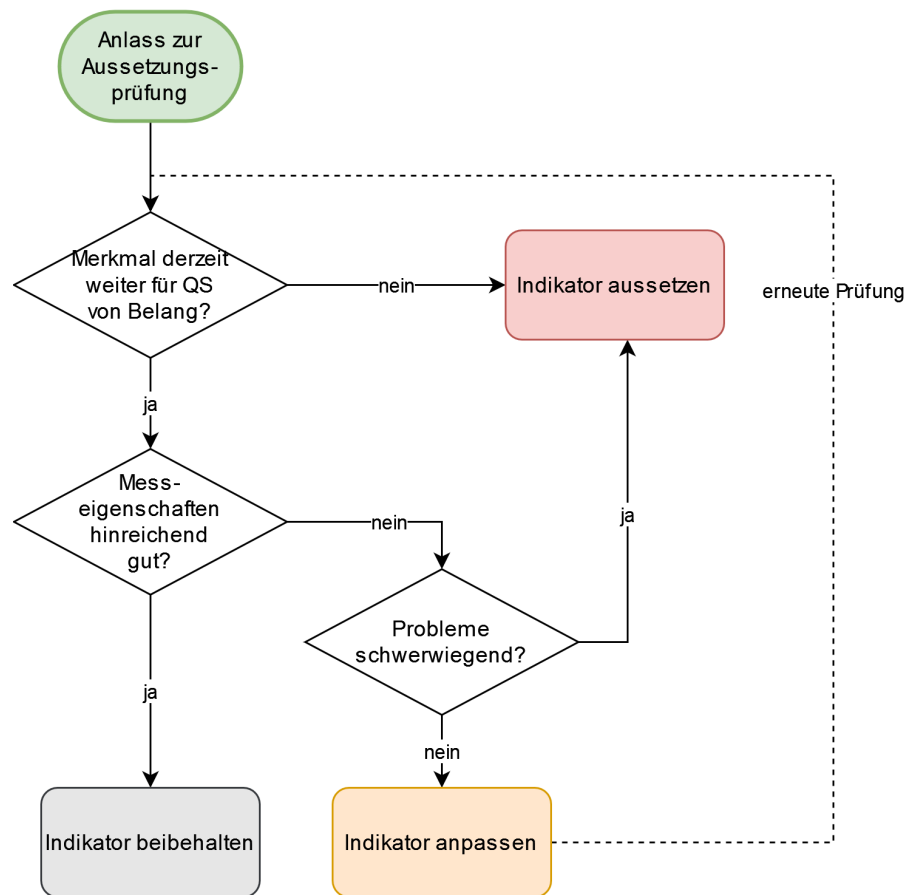 Anlass zur
Aussetzungs-
prüfung
Merkmal derzeit
weiter für QS
von Belang?
nein
Indikator aussetzen
erneute Prüfung
ja
Mess-
eigenschaften
hinreichend
gut?
nein
ja
Probleme
schwerwiegend?
ja
nein
Indikator beibehalten
Indikator anpassen